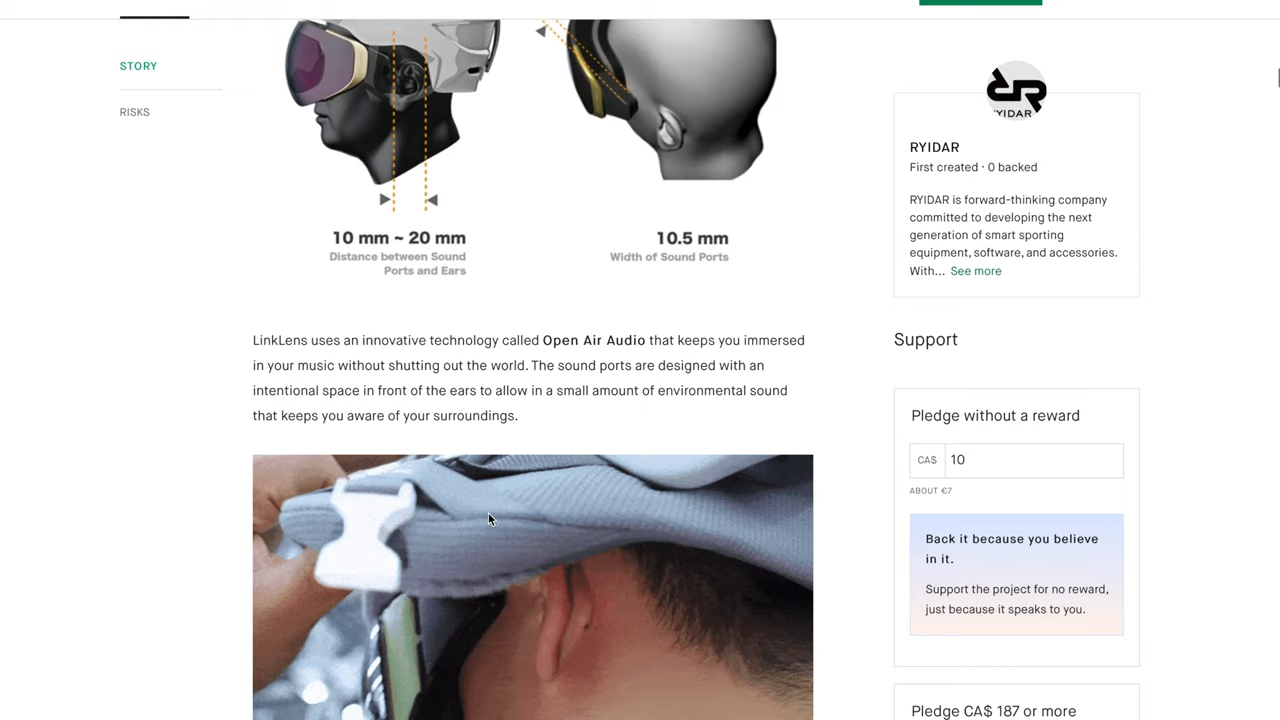 STORY
RISKS
10 mm ~ 20 mm
Distance between Sound
Ports and Ears
10.5 mm
Width of Sound Ports
LinkLens uses an innovative technology called Open Air Audio that keeps you immersed
in your music without shutting out the world. The sound ports are designed with an
intentional space in front of the ears to allow in a small amount of environmental sound
that keeps you aware of your surroundings.
RYIDAR
RYIDAR
First created · 0 backed
RYIDAR is forward-thinking company
committed to developing the next
generation of smart sporting
equipment, software, and accessories.
With... See more
Support
Pledge without a reward
CA$ 10
ABOUT €7
Back it because you believe
in it.
Support the project for no reward,
just because it speaks to you.
Pledge CA$ 187 or more